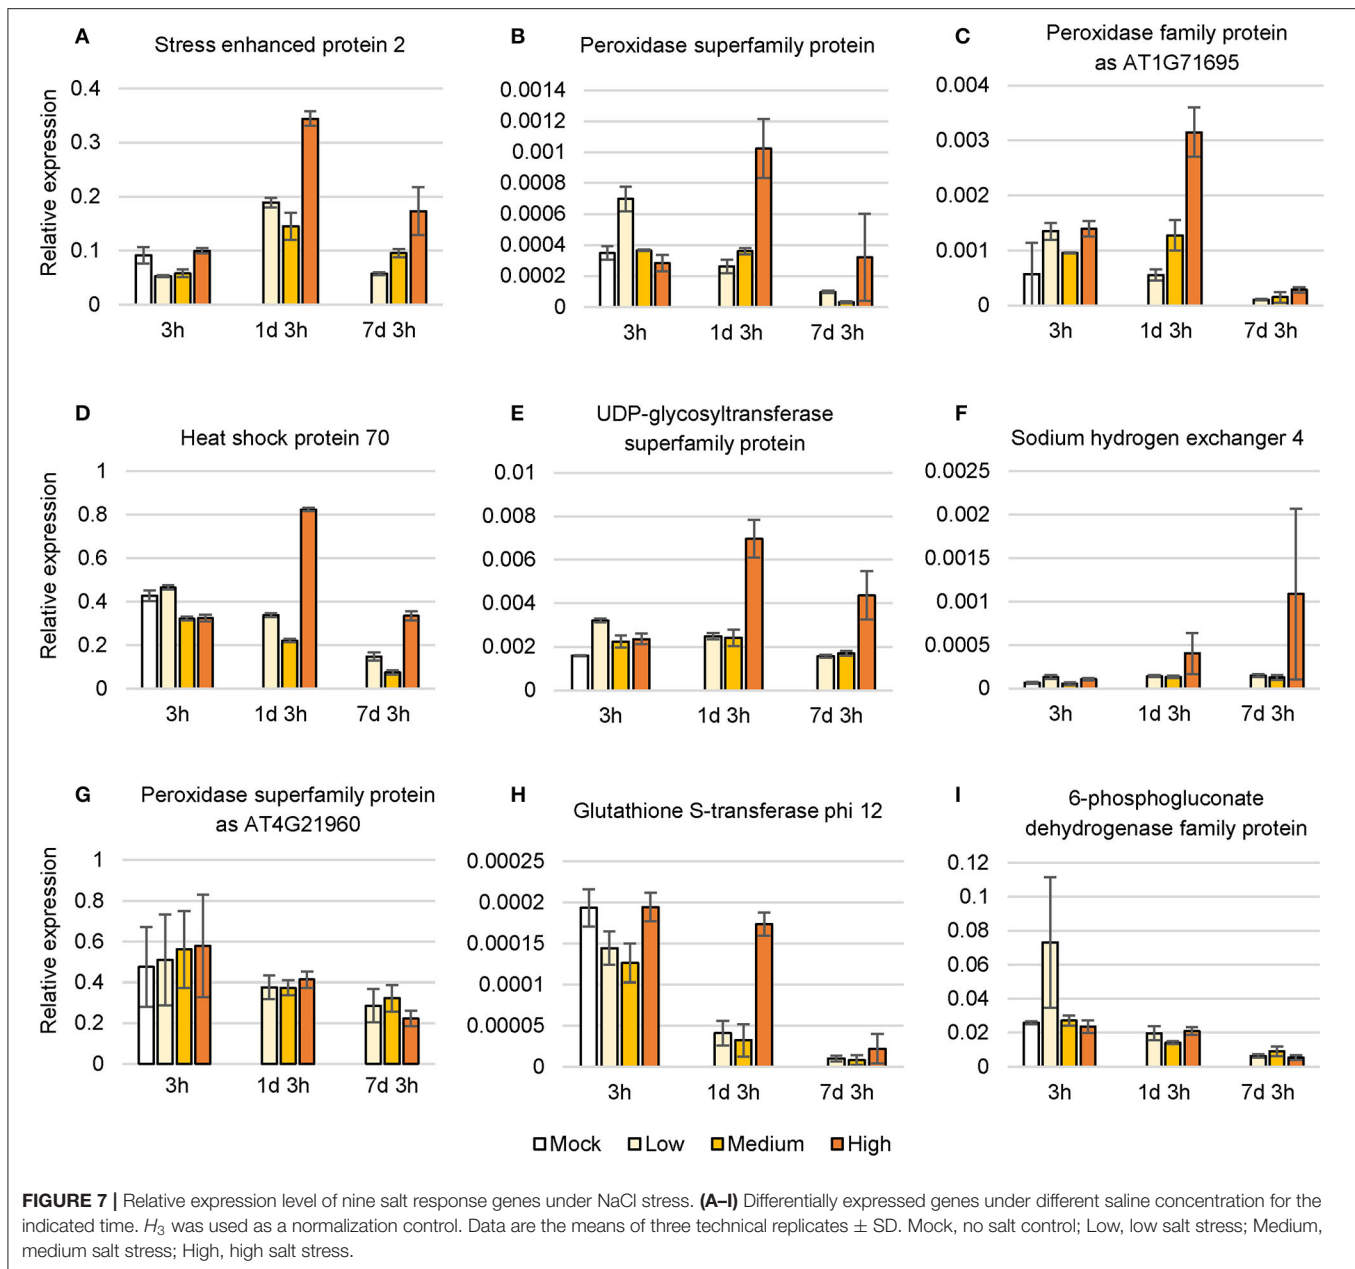 A
Stress enhanced protein 2
Relative expression
0.4
0.3
0.2
0.1
0
3h 1d 3h 7d 3h
B
Peroxidase superfamily protein
0.0014
0.0012
0.001
0.0008
0.0006
0.0004
0.0002
0
3h 1d 3h 7d 3h
C
Peroxidase family protein
as AT1G71695
0.004
0.003
0.002
0.001
0
3h 1d 3h 7d 3h
D
Heat shock protein 70
Relative expression
1
0.8
0.6
0.4
0.2
0
3h 1d 3h 7d 3h
E
UDP-glycosyltransferase
superfamily protein
0.01
0.008
0.006
0.004
0.002
0
3h 1d 3h 7d 3h
F
Sodium hydrogen exchanger 4
0.0025
0.002
0.0015
0.001
0.0005
0
3h 1d 3h 7d 3h
G
Peroxidase superfamily protein
as AT4G21960
Relative expression
1
0.8
0.6
0.4
0.2
0
3h 1d 3h 7d 3h
H
Glutathione S-transferase phi 12
0.00025
0.0002
0.00015
0.0001
0.00005
0
3h 1d 3h 7d 3h
I
6-phosphogluconate
dehydrogenase family protein
0.12
0.1
0.08
0.06
0.04
0.02
0
3h 1d 3h 7d 3h
Mock Low Medium High
FIGURE 7 | Relative expression level of nine salt response genes under NaCl stress. (A–I) Differentially expressed genes under different saline concentration for the
indicated time. H3 was used as a normalization control. Data are the means of three technical replicates ± SD. Mock, no salt control; Low, low salt stress; Medium,
medium salt stress; High, high salt stress.